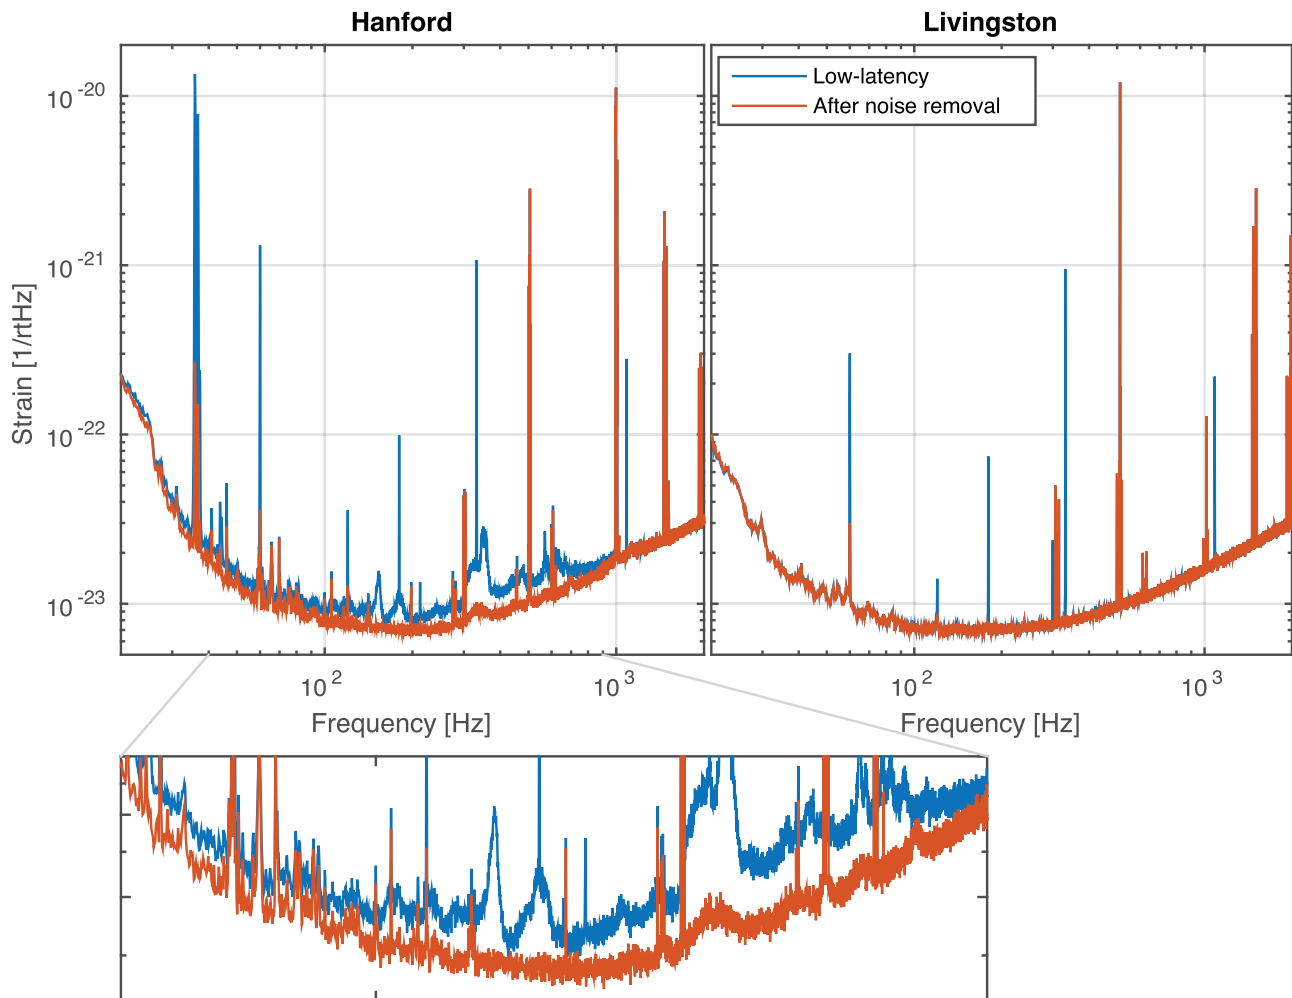 Hanford
Livingston
Low-latency
After noise removal
10^-20
10^-21
10^-22
10^-23
Strain [1/rtHz]
10^2
10^3
10^2
10^3
Frequency [Hz]
Frequency [Hz]